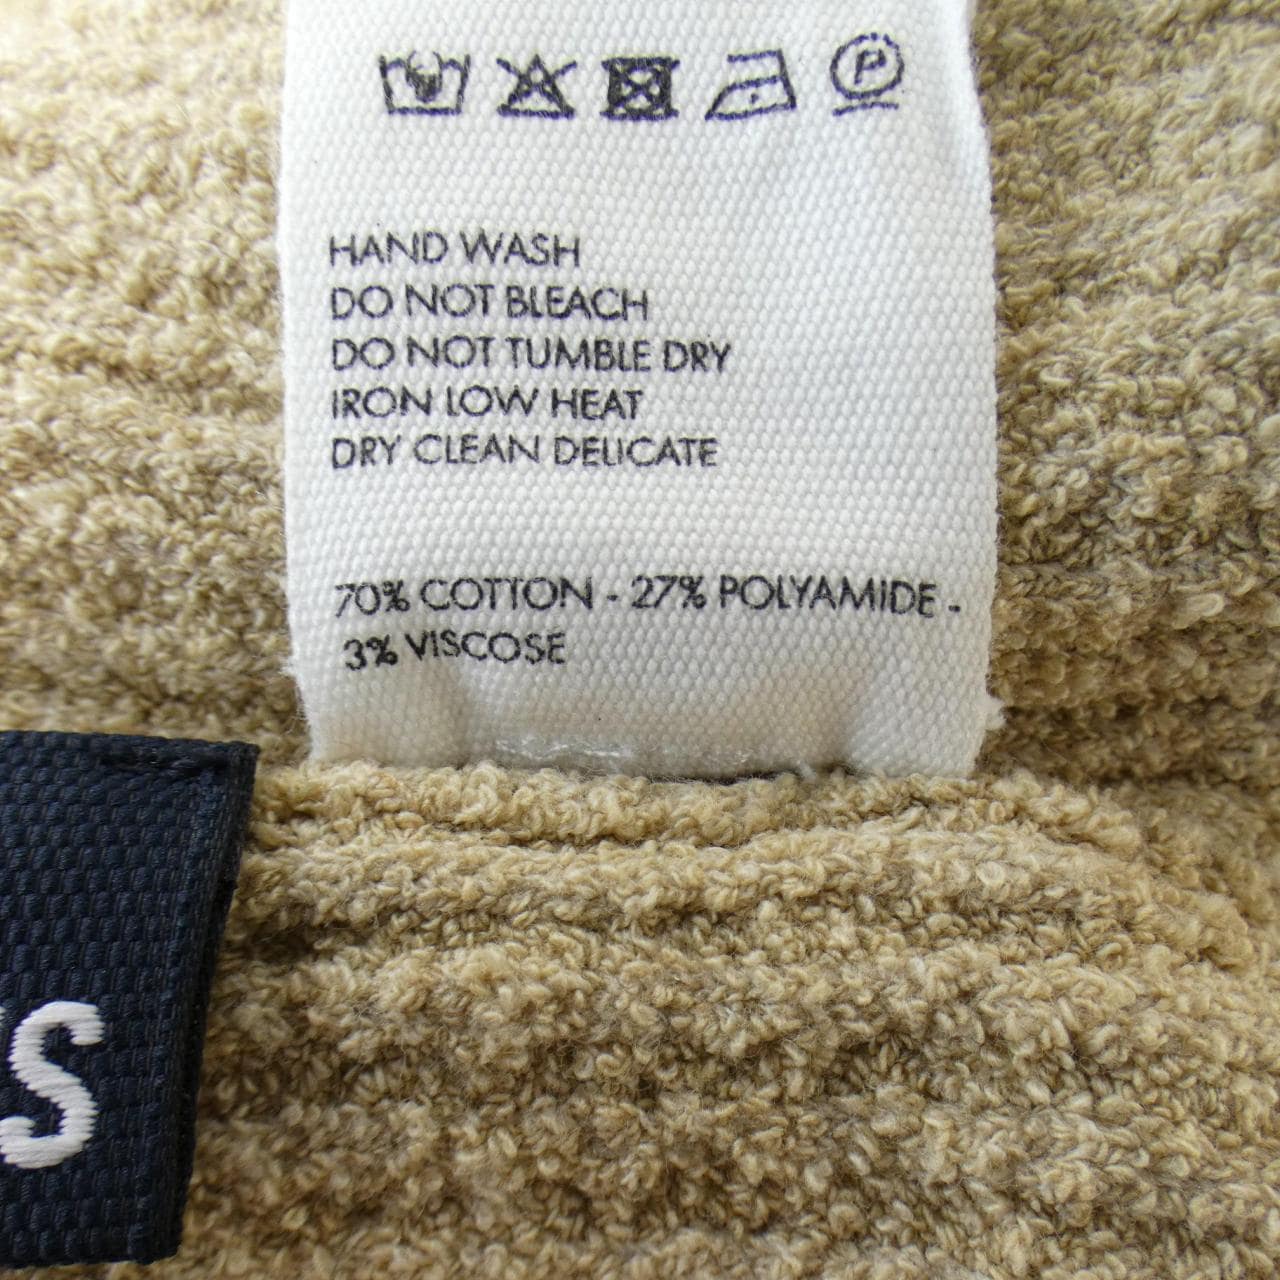 P
HAND WASH
DO NOT BLEACH
DO NOT TUMBLE DRY
IRON LOW HEAT
DRY CLEAN DELICATE
70% COTTON - 27% POLYAMIDE -
3% VISCOSE
S